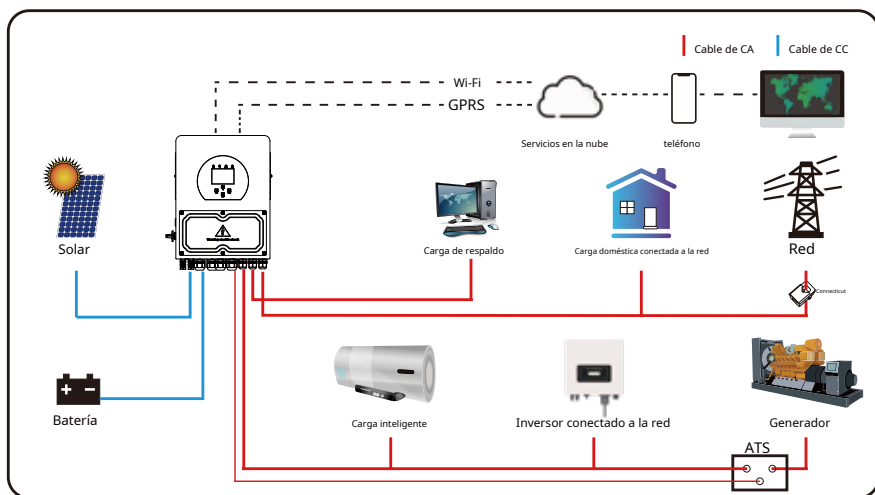 Cable de CA
Cable de CC
Wi-Fi
GPRS
Servicios en la nube
teléfono
Solar
Carga de respaldo
Carga doméstica conectada a la red
Red
Connecticut
Batería
Carga inteligente
Inversor conectado a la red
Generador
ATS